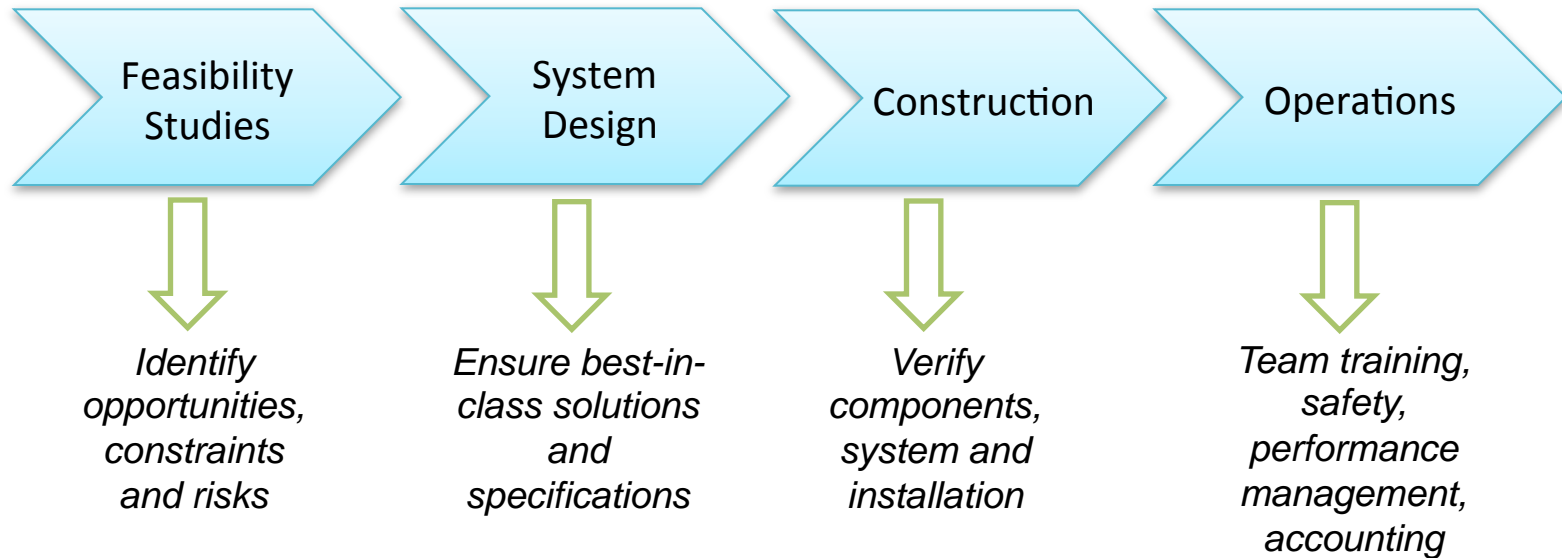 Feasibility
Studies
System
Design
Construction
Operations
Identify
opportunities,
constraints
and risks
Ensure best-in-
class solutions
and
specifications
Verify
components,
system and
installation
Team training,
safety,
performance
management,
accounting